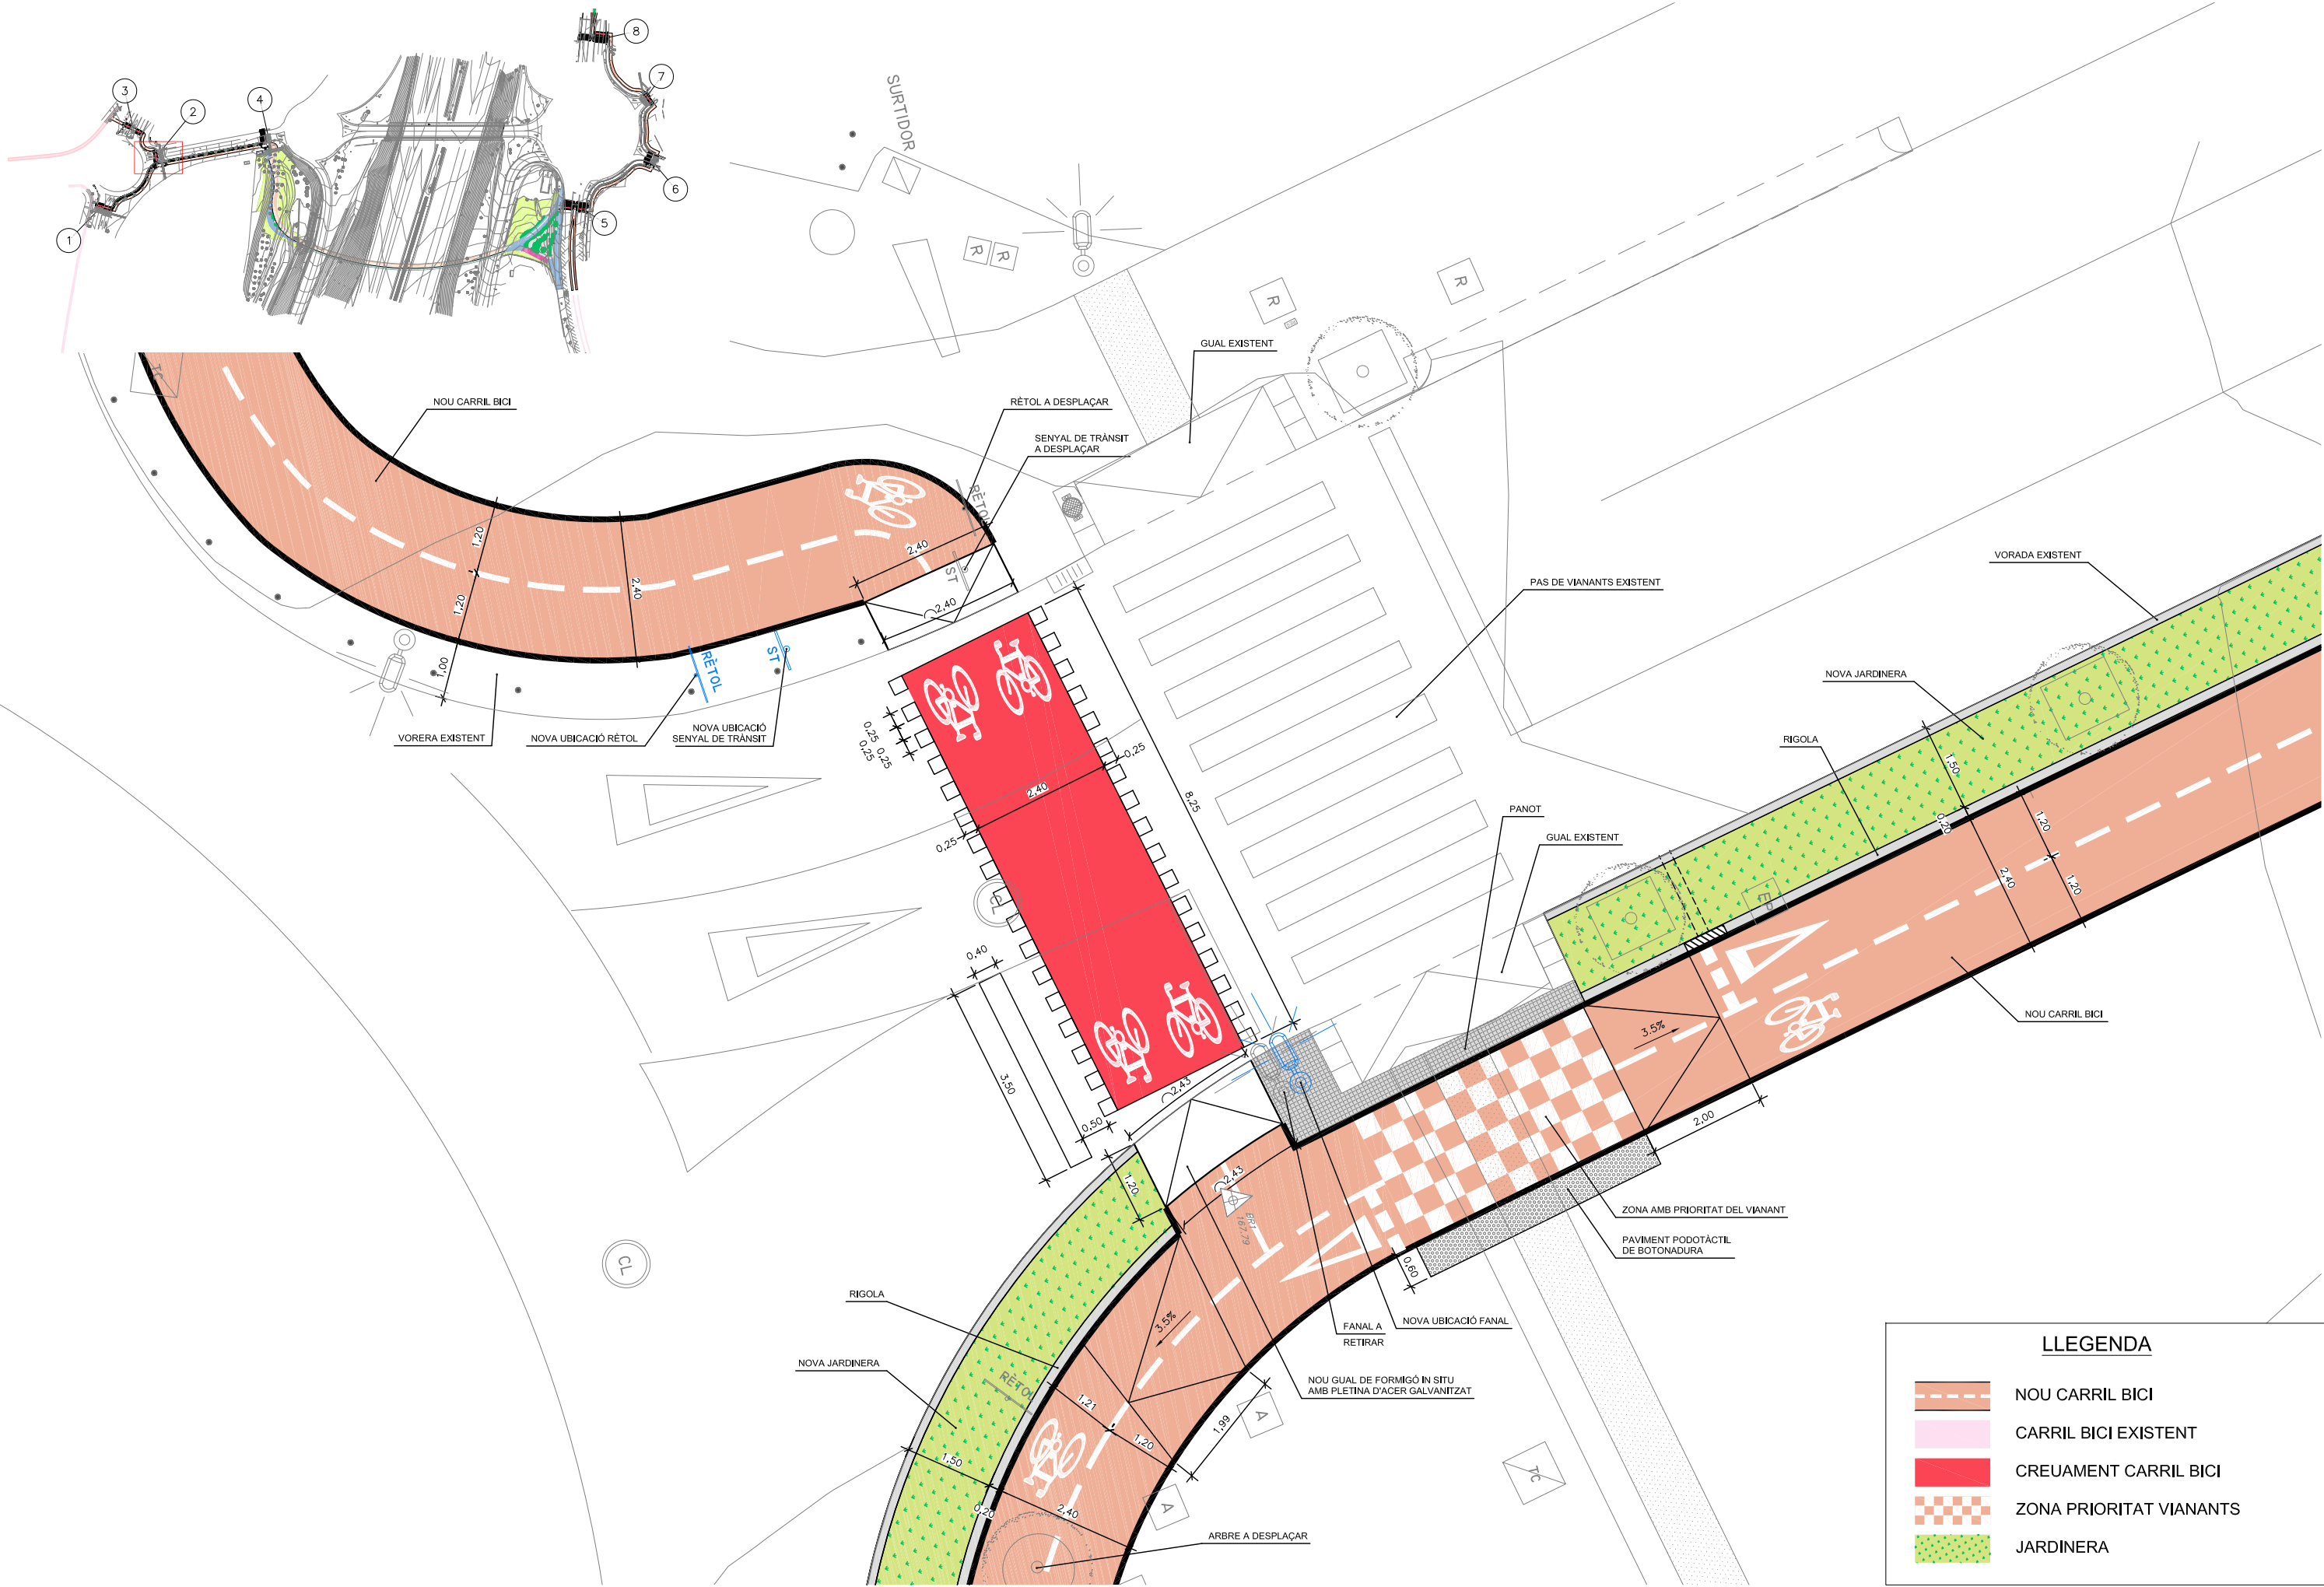 8
7
3
2
4
6
5
1
SURTIDOR
R
R
R
R
GUAL EXISTENT
TC
NOU CARRIL BICI
RÈTOL A DESPLAÇAR
SENYAL DE TRÀNSIT
A DESPLAÇAR
RÈTOL
1,20
2,40
ST
VORADA EXISTENT
PAS DE VIANANTS EXISTENT
1,20
2,40
2,40
1,00
RÈTOL
ST
NOVA JARDINERA
VORERA EXISTENT
NOVA UBICACIÓ RÈTOL
NOVA UBICACIÓ
SENYAL DE TRÀNSIT
0,25
0,25
0,25
0,25
2,40
8,25
RIGOLA
1,50
0,25
PANOT
GUAL EXISTENT
0,20
1,20
2,40
1,20
CL
EP
0,40
NOU CARRIL BICI
3.5%
3,50
2,43
0,50
2,00
1,20
2,43
BR1
167.79
ZONA AMB PRIORITAT DEL VIANANT
PAVIMENT PODOTÀCTIL
DE BOTONADURA
CL
0,60
RIGOLA
3.5%
FANAL A
RETIRAR
NOVA UBICACIÓ FANAL
NOVA JARDINERA
RÈTOL
NOU GUAL DE FORMIGÓ IN SITU
AMB PLETINA D'ACER GALVANITZAT
1,21
1,20
1,99
A
1,50
0,20
2,40
A
TC
ARBRE A DESPLAÇAR
LLEGENDA
NOU CARRIL BICI
CARRIL BICI EXISTENT
CREUAMENT CARRIL BICI
ZONA PRIORITAT VIANANTS
JARDINERA